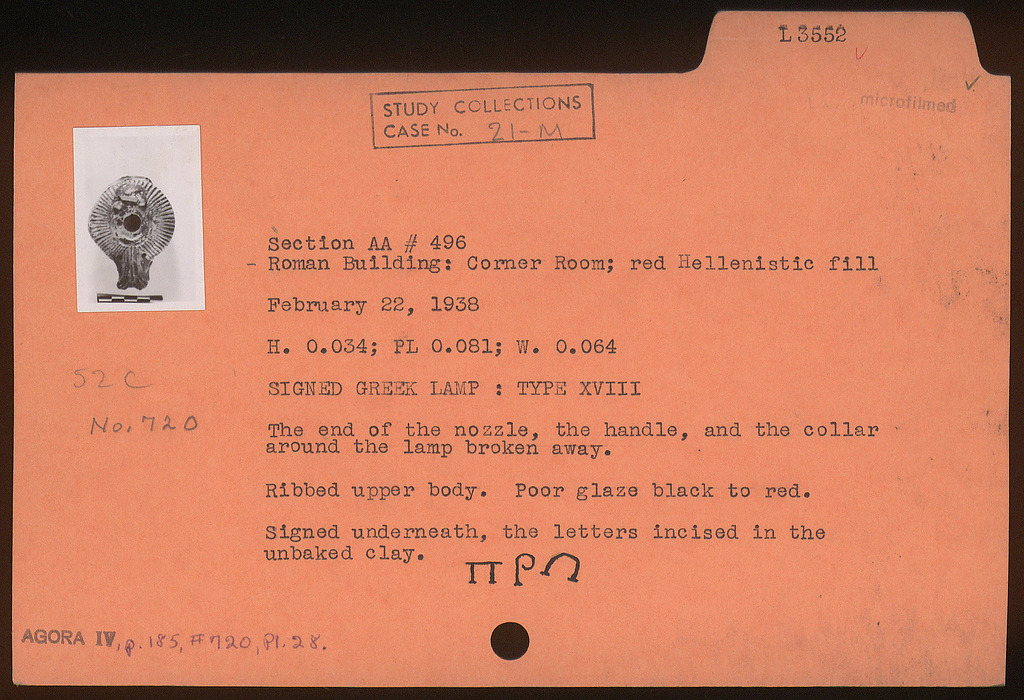 L 3552
microfilmed
STUDY COLLECTIONS
CASE No. 21-M
Section AA # 496
- Roman Building: Corner Room; red Hellenistic fill
February 22, 1938
H. 0.034; PL 0.081; W. 0.064
SIGNED GREEK LAMP : TYPE XVIII
52 C
No. 720
The end of the nozzle, the handle, and the collar
around the lamp broken away.
Ribbed upper body. Poor glaze black to red.
Signed underneath, the letters incised in the
unbaked clay.
ΠΡΩ
AGORA IV, p. 185, #720, Pl. 28.